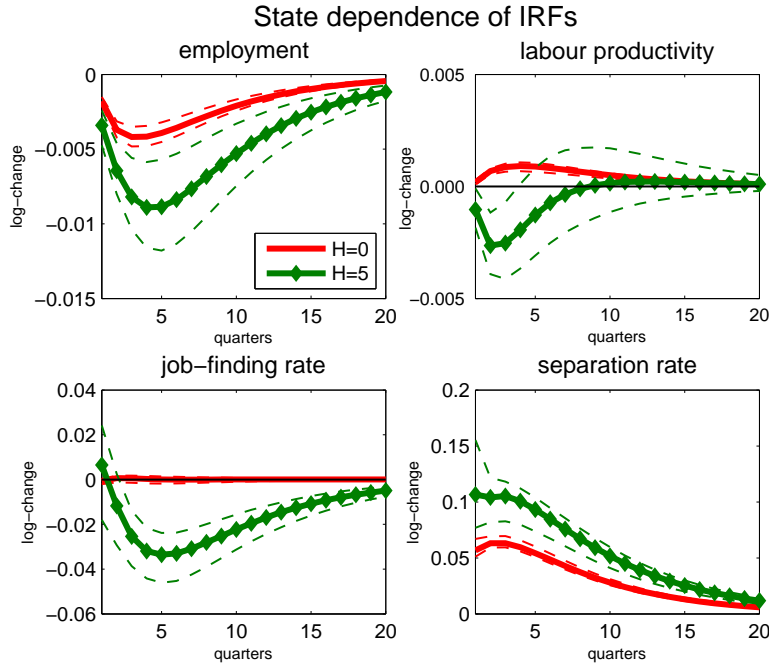 State dependence of IRFs
employment
log−change
0
−0.005
−0.01
−0.015
5 10 15 20
quarters
H=0
H=5
labour productivity
log−change
0.005
0.000
−0.005
5 10 15 20
quarters
job−finding rate
log−change
0.04
0.02
0
−0.02
−0.04
−0.06
5 10 15 20
quarters
separation rate
log−change
0.2
0.15
0.1
0.05
0
5 10 15 20
quarters